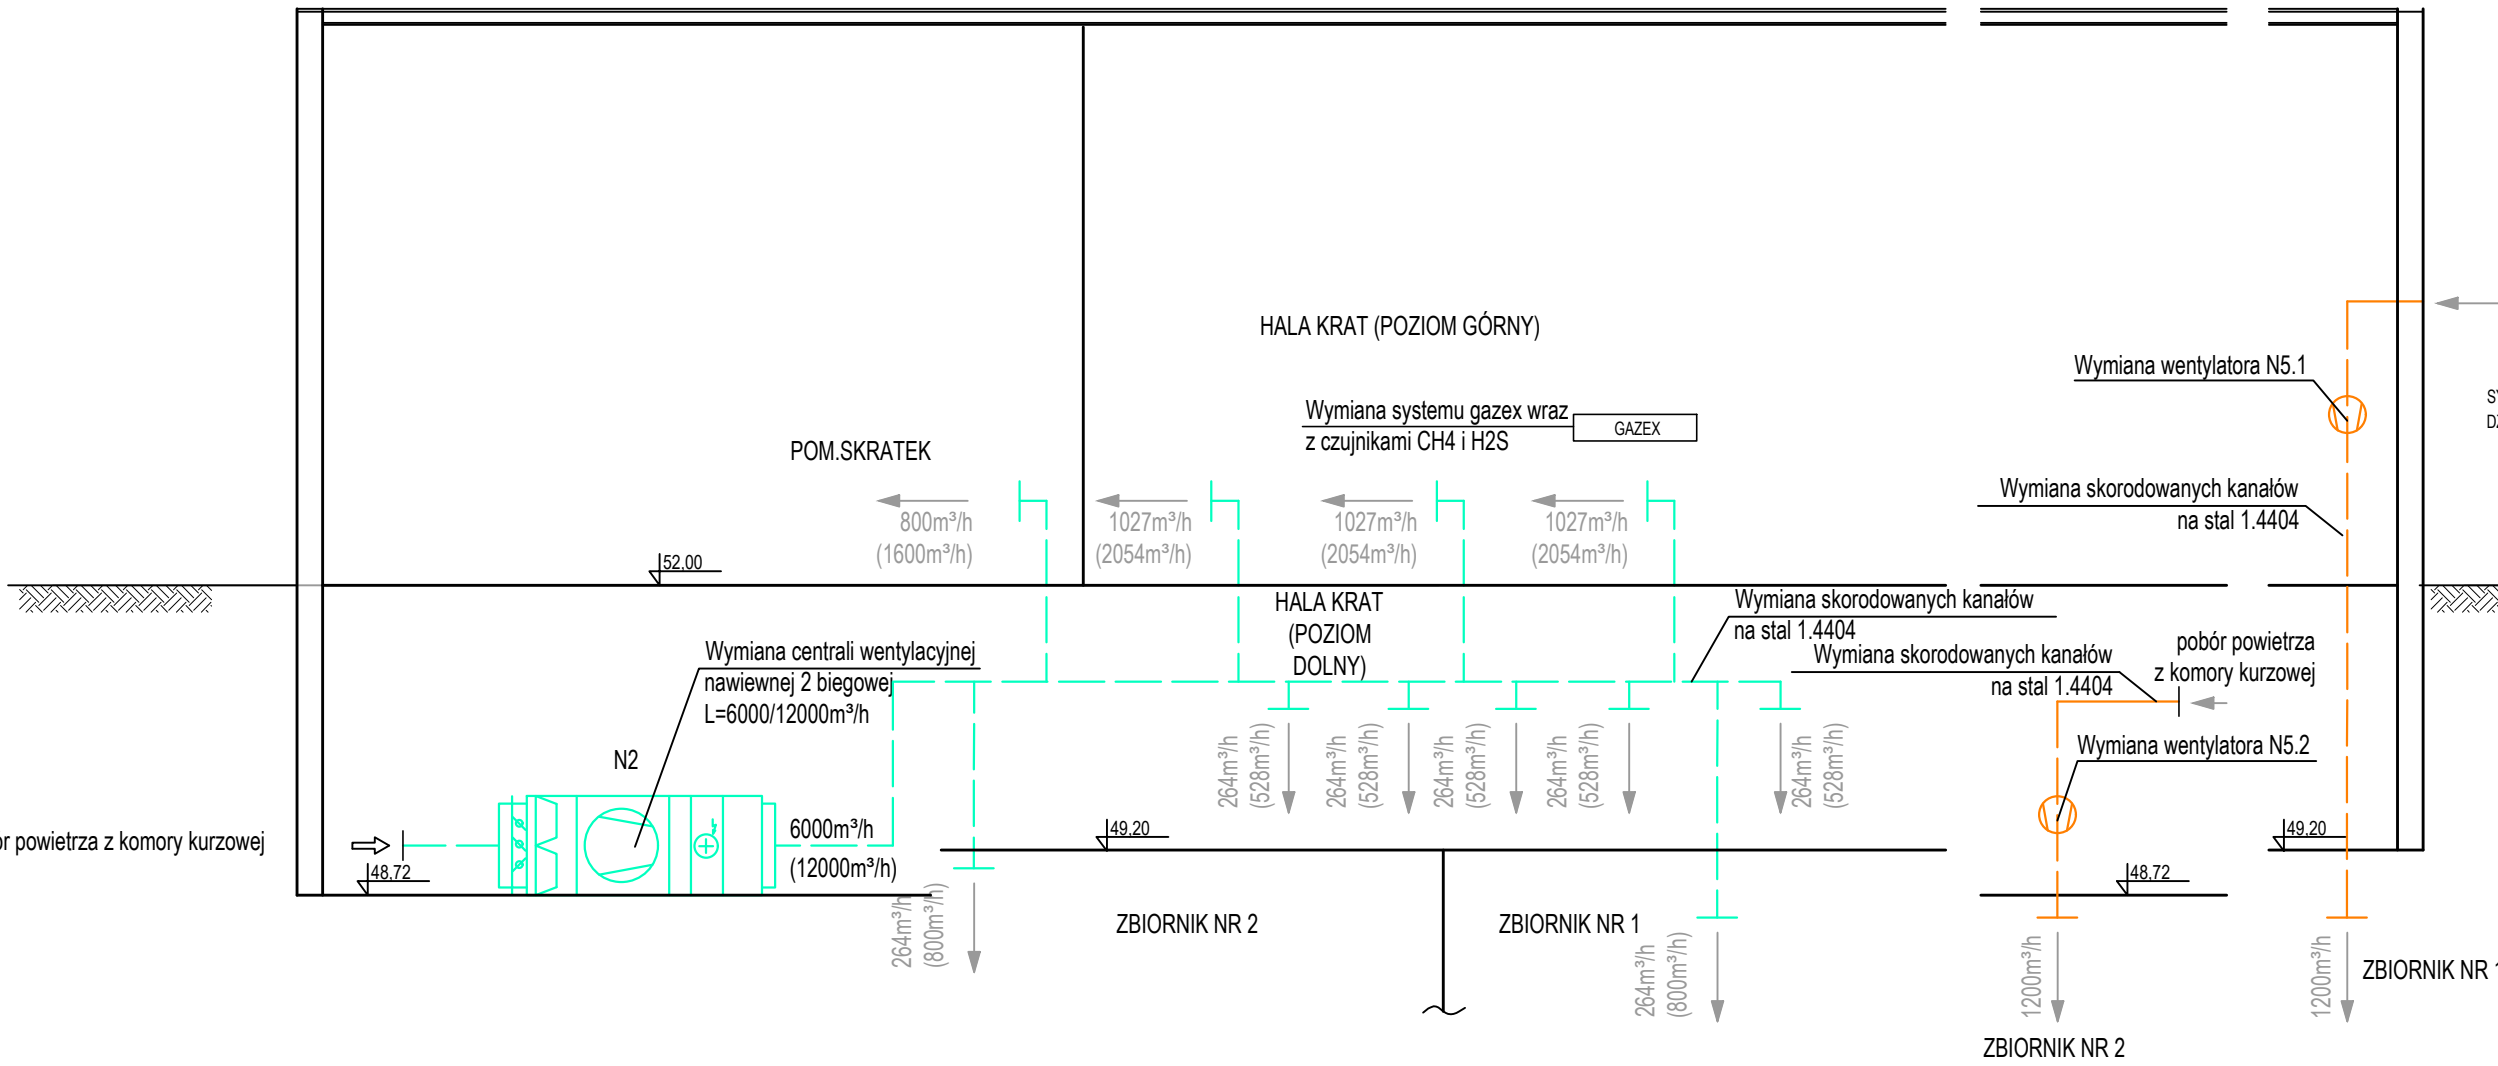 HALA KRAT (POZIOM GÓRNY)
Wymiana wentylatora N5.1
Wymiana systemu gazex wraz
z czujnikami CH4 i H2S
GAZEX
POM.SKRATEK
Wymiana skorodowanych kanałów
na stal 1.4404
800m³/h
(1600m³/h)
1027m³/h
(2054m³/h)
1027m³/h
(2054m³/h)
1027m³/h
(2054m³/h)
52,00
HALA KRAT
(POZIOM
DOLNY)
Wymiana skorodowanych kanałów
na stal 1.4404
Wymiana skorodowanych kanałów
na stal 1.4404
pobór powietrza
z komory kurzowej
Wymiana centrali wentylacyjnej
nawiewnej 2 biegowej
L=6000/12000m³/h
N2
264m³/h
(528m³/h)
264m³/h
(528m³/h)
264m³/h
(528m³/h)
264m³/h
(528m³/h)
264m³/h
(528m³/h)
Wymiana wentylatora N5.2
powietrza z komory kurzowej
6000m³/h
(12000m³/h)
49,20
49,20
48,72
48,72
264m³/h
(800m³/h)
ZBIORNIK NR 2
ZBIORNIK NR 1
264m³/h
(800m³/h)
1200m³/h
1200m³/h
ZBIORNIK NR 1
ZBIORNIK NR 2